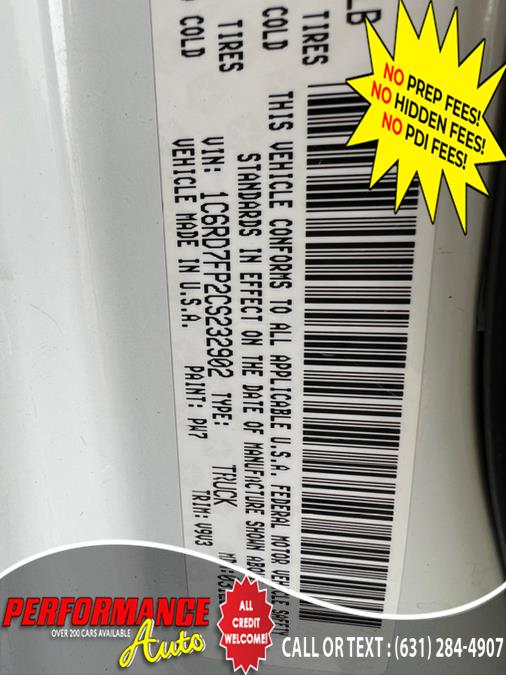 LB
TIRES COLD
TIRES COLD
THIS VEHICLE CONFORMS TO ALL APPLICABLE U.S.A. FEDERAL MOTOR VEHICLE SAFETY
STANDARDS IN EFFECT ON THE DATE OF MANUFACTURE SHOWN
VIN: 1C6RD7FP2CS232902 TYPE: TRUCK
VEHICLE MADE IN U.S.A. PAINT: PW7 TRIM: V9V3
NO PREP FEES!
NO HIDDEN FEES!
NO PDI FEES!
PERFORMANCE
OVER 200 CARS AVAILABLE
Auto
ALL
CREDIT
WELCOME!
CALL OR TEXT : (631) 284-4907